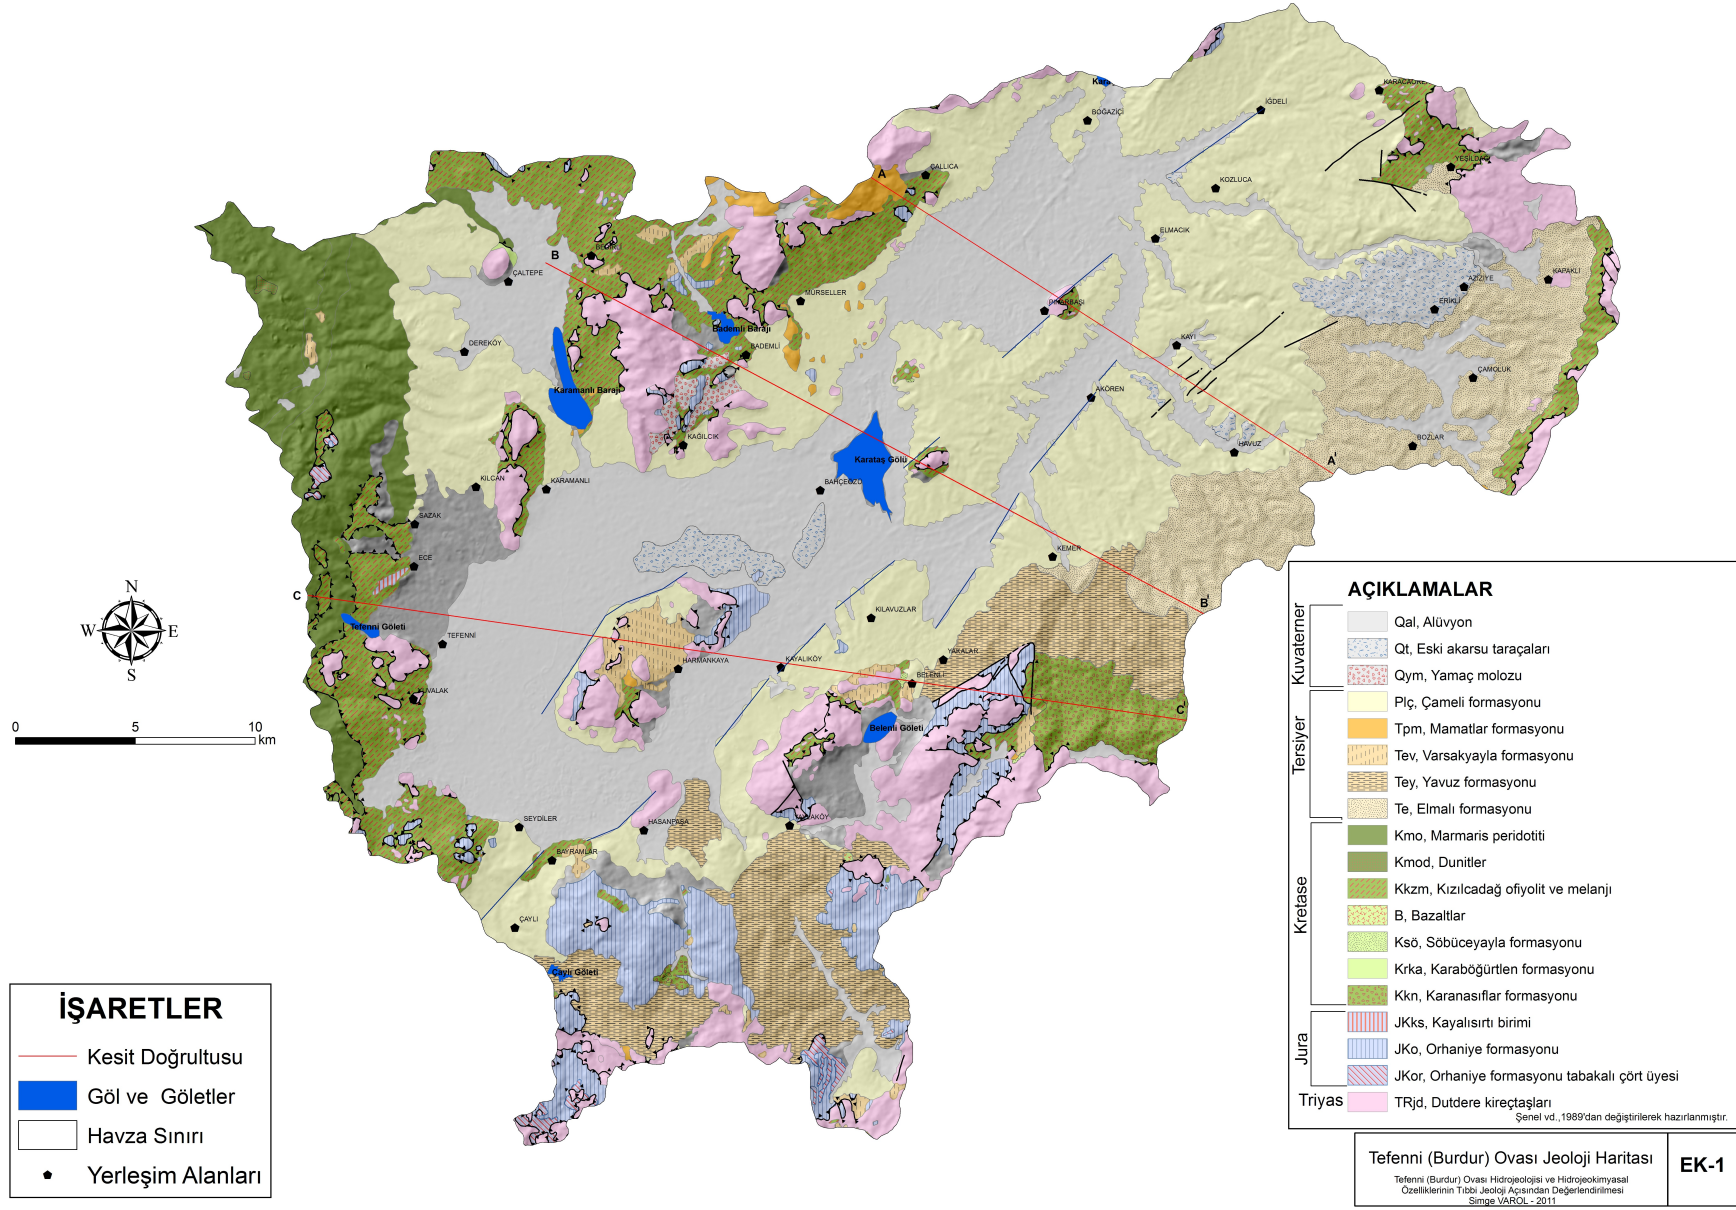 Kara
KARACAÖREN
BOĞAZİÇİ
İĞDELİ
YEŞİLDAĞ
ÇALLICA
A
KOZLUCA
ELMACIK
B
ÇALTEPE
KAPAKLI
AZİZİYE
ERİKLİ
MÜRSELLER
PINARBAŞI
Bademli Barajı
BADEMLİ
DEREKÖY
KAYI
ÇAMOLUK
Karamanlı Barajı
AKÖREN
KAĞILCIK
HAVUZ
BOZLAR
Karataş Gölü
A'
KILCAN
KARAMANLI
BAHÇEÖZÜ
SAZAK
ECE
KEMER
C
B'
Tefenni Göleti
TEFENNİ
KILAVUZLAR
HARMANKAYA
KAYALIKÖY
YAKALAR
BELENLİ
YUVALAK
C'
Belenli Göleti
SEYDİLER
HASANPAŞA
BAYRAMLAR
ÇAYLI
Çaylı Göleti
N
W E
S
0 5 10
km
İŞARETLER
Kesit Doğrultusu
Göl ve Göletler
Havza Sınırı
Yerleşim Alanları
AÇIKLAMALAR
Kuvaterner
Qal, Alüvyon
Qt, Eski akarsu taraçaları
Qym, Yamaç molozu
Tersiyer
Plç, Çameli formasyonu
Tpm, Mamatlar formasyonu
Tev, Varsakyayla formasyonu
Tey, Yavuz formasyonu
Te, Elmalı formasyonu
Kretase
Kmo, Marmaris peridotiti
Kmod, Dunitler
Kkzm, Kızılcadağ ofiyolit ve melanjı
B, Bazaltlar
Ksö, Söbüceyayla formasyonu
Krka, Karaböğürtlen formasyonu
Kkn, Karanasıflar formasyonu
Jura
JKks, Kayalısırtı birimi
JKo, Orhaniye formasyonu
JKor, Orhaniye formasyonu tabakalı çört üyesi
Triyas
TRjd, Dutdere kireçtaşları
Şenel vd.,1989'dan değiştirilerek hazırlanmıştır.
Tefenni (Burdur) Ovası Jeoloji Haritası
EK-1
Tefenni (Burdur) Ovası Hidrojeolojisi ve Hidrojeokimyasal
Özelliklerinin Tıbbi Jeoloji Açısından Değerlendirilmesi
Simge VAROL - 2011